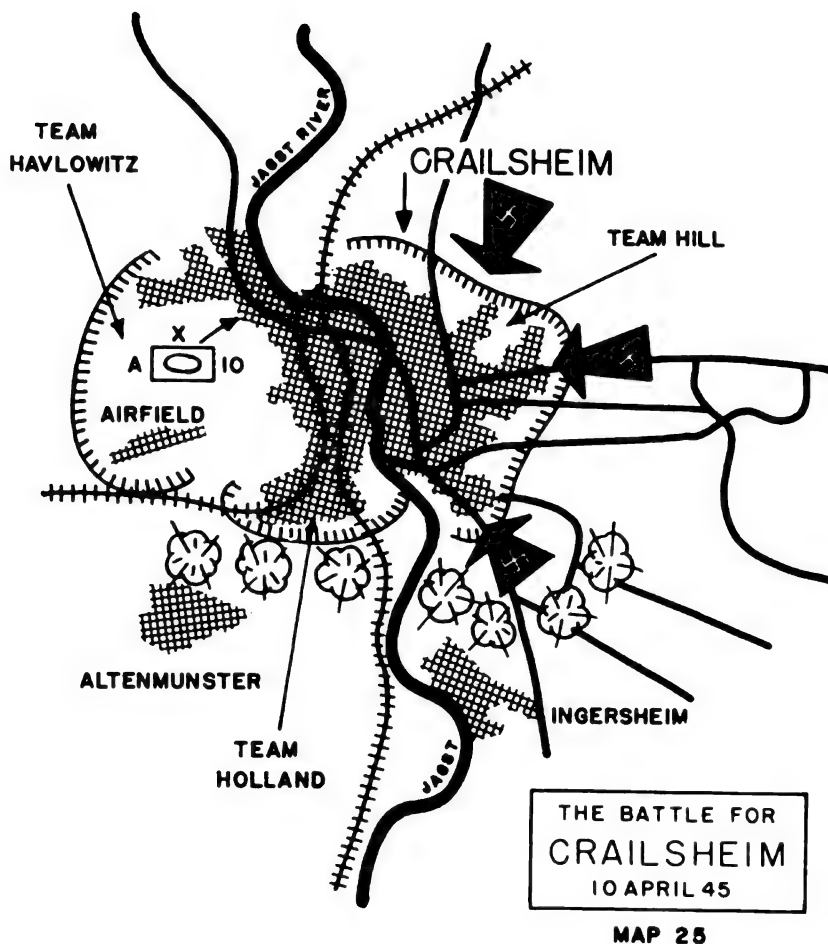 TEAM
HAVLOWITZ
JAGST RIVER
CRAILSHEIM
TEAM HILL
X
A 10
AIRFIELD
ALTENMUNSTER
INGERSHEIM
TEAM
HOLLAND
JAGST
THE BATTLE FOR
CRAILSHEIM
10 APRIL 45
MAP 25